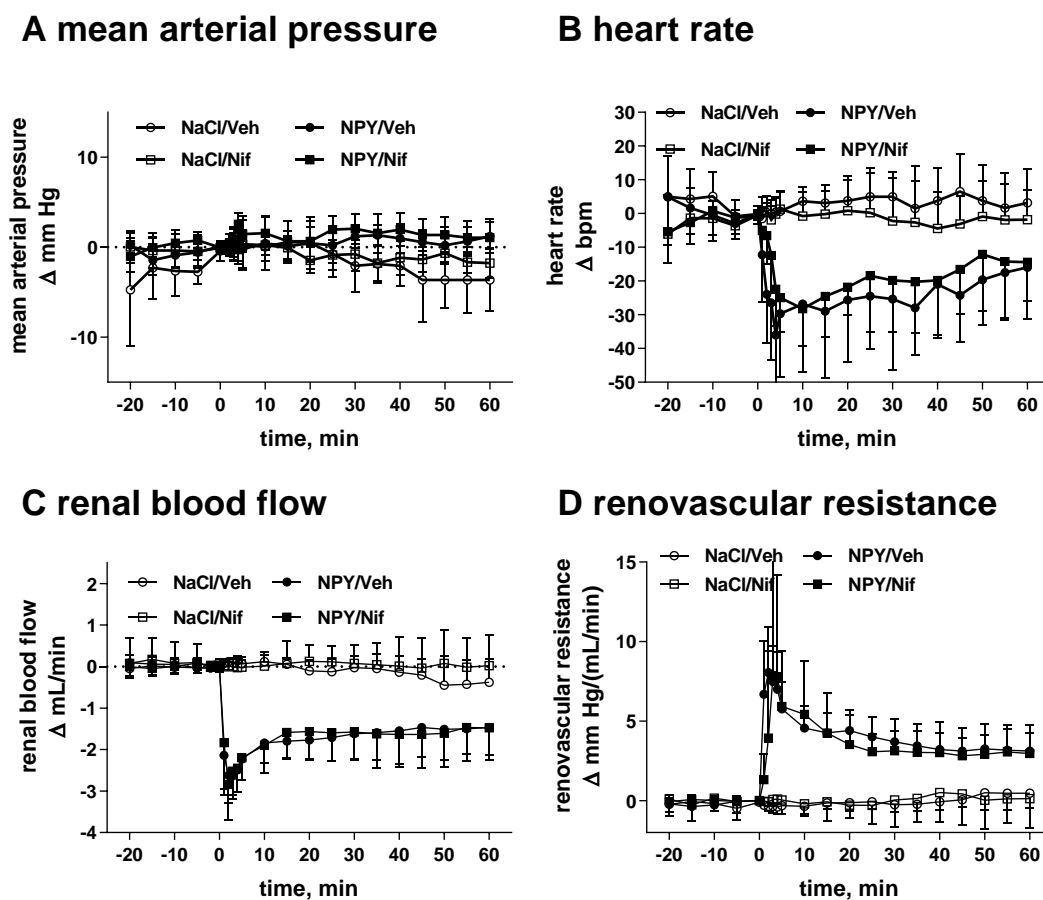 A mean arterial pressure
mean arterial pressure
Δ mm Hg
NaCl/Veh NPY/Veh
NaCl/Nif NPY/Nif
10
0
-10
-20 -10 0 10 20 30 40 50 60
time, min
B heart rate
heart rate
Δ bpm
NaCl/Veh NPY/Veh
NaCl/Nif NPY/Nif
30
20
10
0
-10
-20
-30
-40
-50
-20 -10 0 10 20 30 40 50 60
time, min
C renal blood flow
renal blood flow
Δ mL/min
NaCl/Veh NPY/Veh
NaCl/Nif NPY/Nif
2
1
0
-1
-2
-3
-4
-20 -10 0 10 20 30 40 50 60
time, min
D renovascular resistance
renovascular resistance
Δ mm Hg/(mL/min)
NaCl/Veh NPY/Veh
NaCl/Nif NPY/Nif
15
10
5
0
-20 -10 0 10 20 30 40 50 60
time, min